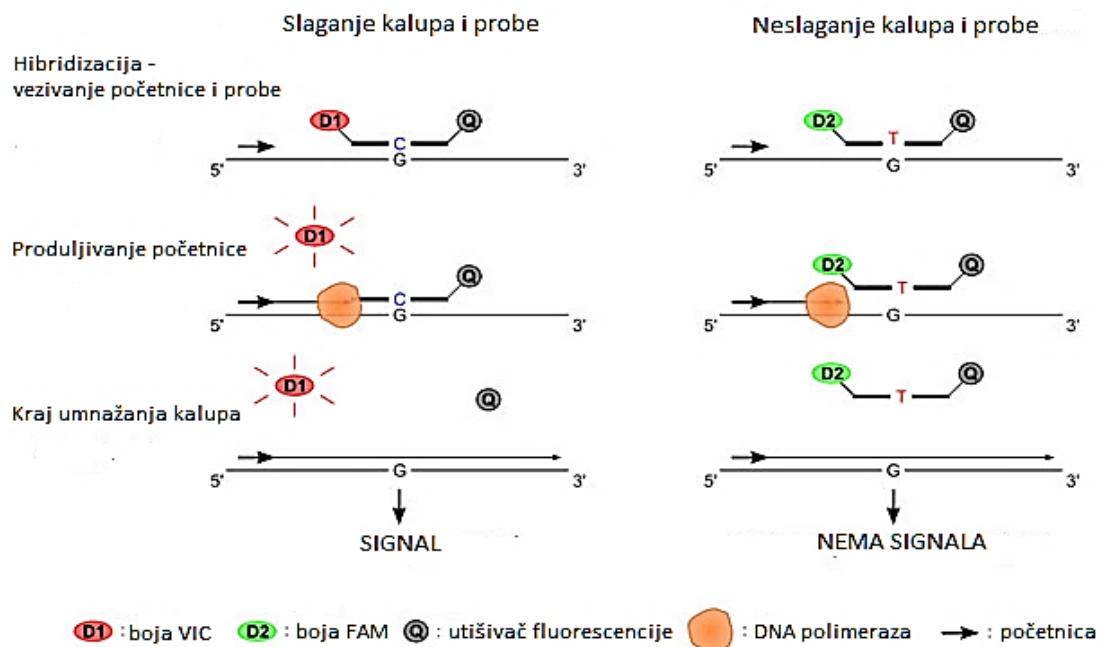 Slaganje kalupa i probe
Neslaganje kalupa i probe
Hibridizacija -
vezivanje početnice i probe
D1
Q
C
G
5'
3'
D2
Q
T
G
5'
3'
Produljivanje početnice
D1
Q
C
G
5'
3'
D2
Q
T
G
5'
3'
Kraj umnažanja kalupa
D1
Q
G
5'
3'
SIGNAL
D2
Q
T
G
5'
3'
NEMA SIGNALA
D1 : boja VIC D2 : boja FAM Q : utišivač fluorescencije : DNA polimeraza : početnica